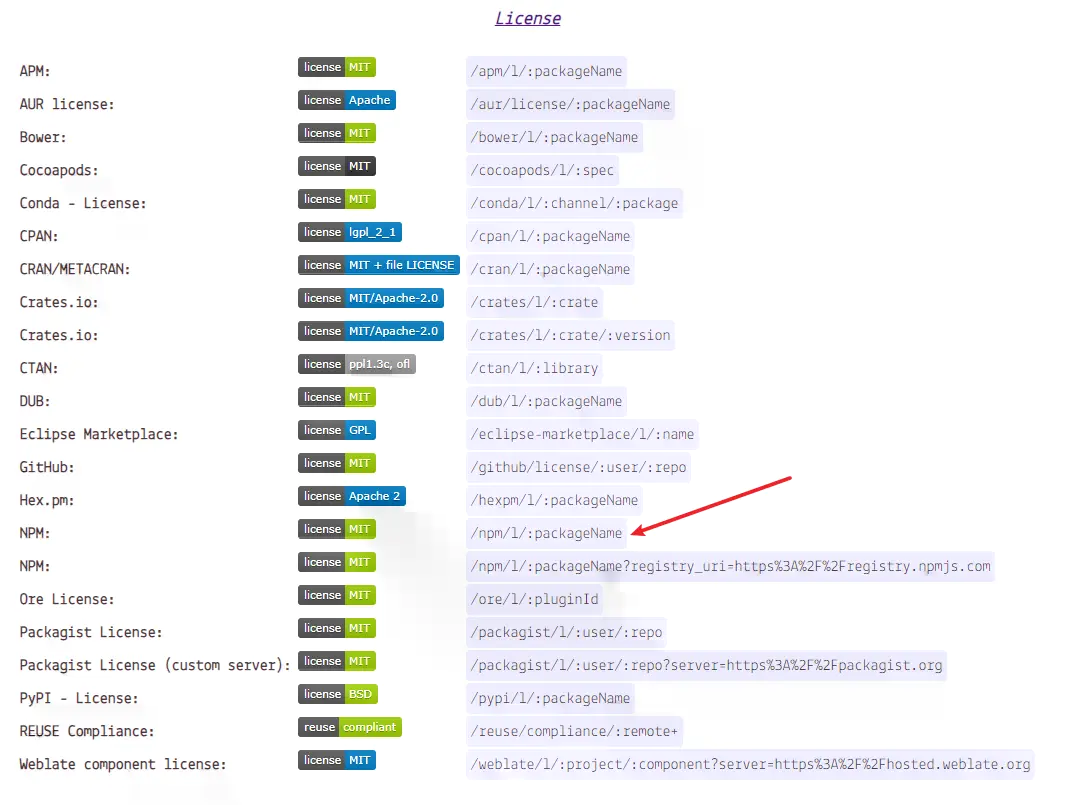 License
APM: license MIT /apm/l/:packageName
AUR license: license Apache /aur/license/:packageName
Bower: license MIT /bower/l/:packageName
Cocoapods: license MIT /cocoapods/l/:spec
Conda - License: license MIT /conda/l/:channel/:package
CPAN: license lgpl_2_1 /cpan/l/:packageName
CRAN/METACRAN: license MIT + file LICENSE /cran/l/:packageName
Crates.io: license MIT/Apache-2.0 /crates/l/:crate
Crates.io: license MIT/Apache-2.0 /crates/l/:crate/:version
CTAN: license ppl1.3c, ofl /ctan/l/:library
DUB: license MIT /dub/l/:packageName
Eclipse Marketplace: license GPL /eclipse-marketplace/l/:name
GitHub: license MIT /github/license/:user/:repo
Hex.pm: license Apache 2 /hexpm/l/:packageName
NPM: license MIT /npm/l/:packageName
NPM: license MIT /npm/l/:packageName?registry_uri=https%3A%2F%2Fregistry.npmjs.com
Ore License: license MIT /ore/l/:pluginId
Packagist License: license MIT /packagist/l/:user/:repo
Packagist License (custom server): license MIT /packagist/l/:user/:repo?server=https%3A%2F%2Fpackagist.org
PyPI - License: license BSD /pypi/l/:packageName
REUSE Compliance: reuse compliant /reuse/compliance/:remote+
Weblate component license: license MIT /weblate/l/:project/:component?server=https%3A%2F%2Fhosted.weblate.org